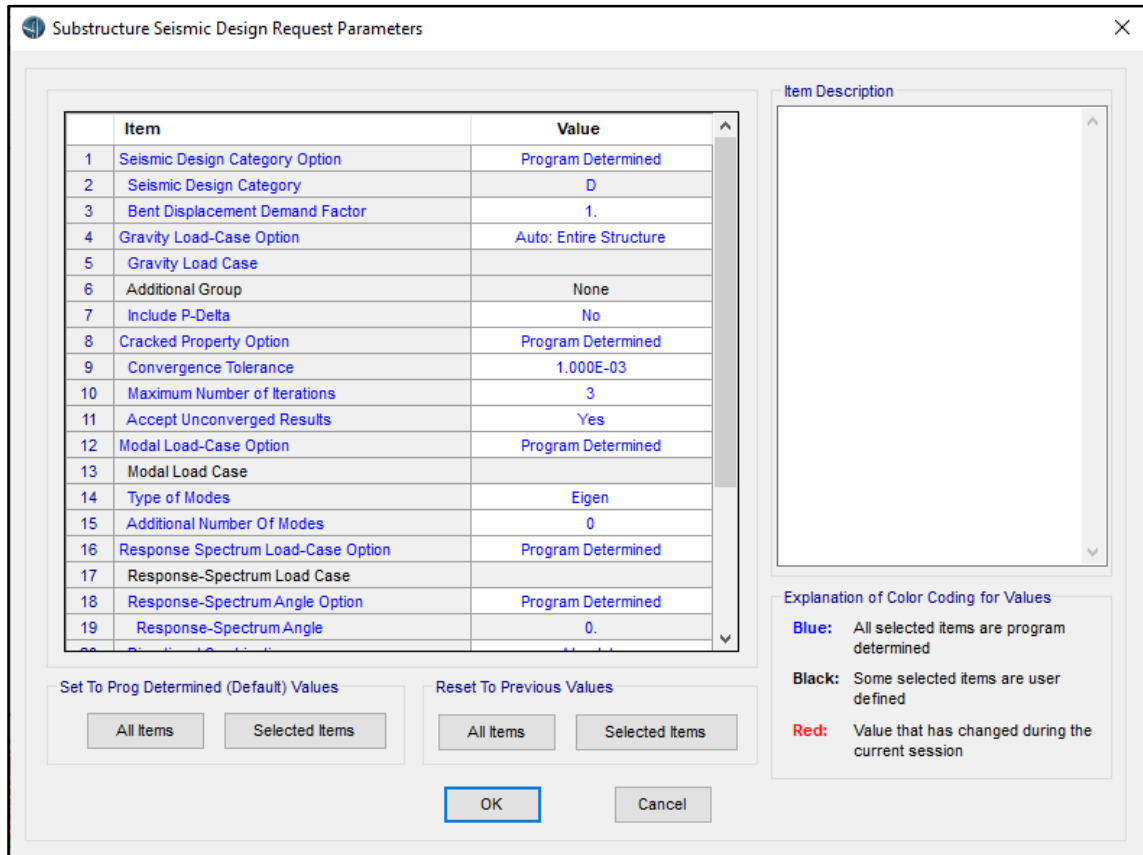 Substructure Seismic Design Request Parameters
Item Value
1 Seismic Design Category Option Program Determined
2 Seismic Design Category D
3 Bent Displacement Demand Factor 1.
4 Gravity Load-Case Option Auto: Entire Structure
5 Gravity Load Case
6 Additional Group None
7 Include P-Delta No
8 Cracked Property Option Program Determined
9 Convergence Tolerance 1.000E-03
10 Maximum Number of Iterations 3
11 Accept Unconverged Results Yes
12 Modal Load-Case Option Program Determined
13 Modal Load Case
14 Type of Modes Eigen
15 Additional Number Of Modes 0
16 Response Spectrum Load-Case Option Program Determined
17 Response-Spectrum Load Case
18 Response-Spectrum Angle Option Program Determined
19 Response-Spectrum Angle 0.
Item Description
Set To Prog Determined (Default) Values
All Items Selected Items
Reset To Previous Values
All Items Selected Items
Explanation of Color Coding for Values
Blue: All selected items are program
determined
Black: Some selected items are user
defined
Red: Value that has changed during the
current session
OK Cancel